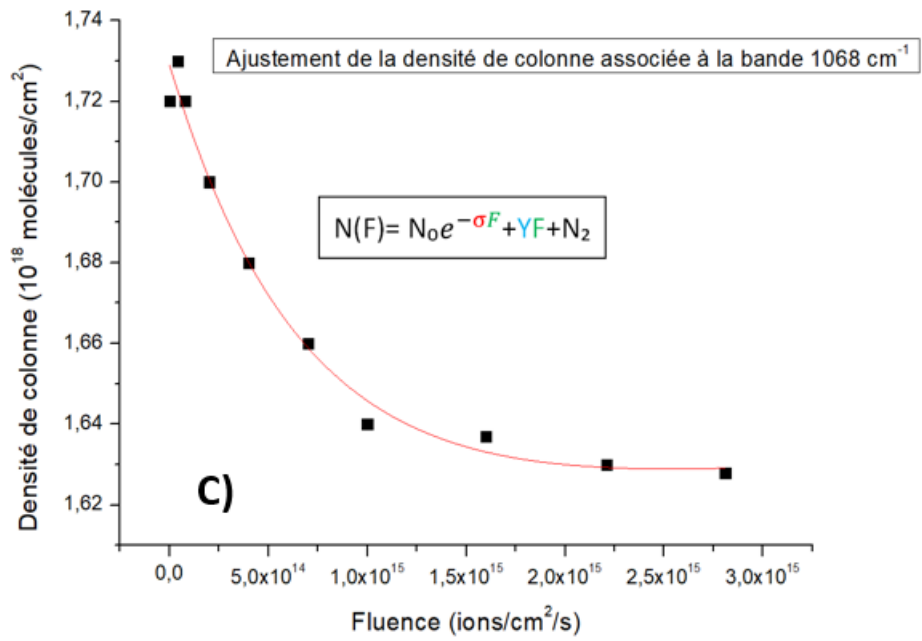 1,74
Ajustement de la densité de colonne associée à la bande 1068 cm⁻¹
1,72
1,70
N(F)= N₀e^−σF+YF+N₂
1,68
1,66
1,64
1,62
C)
Densité de colonne (10¹⁸ molécules/cm²)
0,0
5,0x10¹⁴
1,0x10¹⁵
1,5x10¹⁵
2,0x10¹⁵
2,5x10¹⁵
3,0x10¹⁵
Fluence (ions/cm²/s)